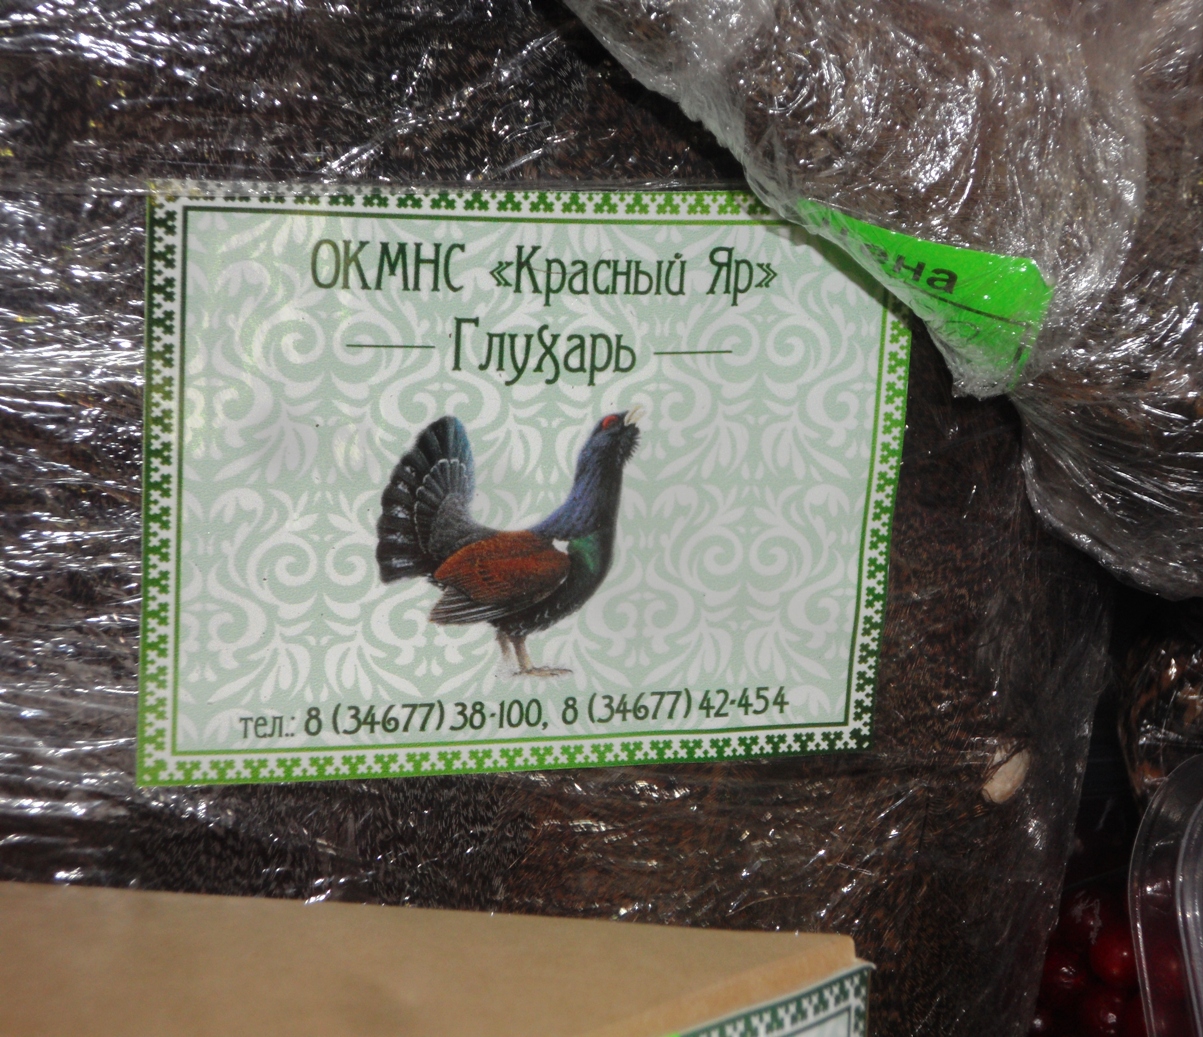 ОКМНС «Красный Яр»
Глухарь
тел.: 8 (34677) 38-100, 8 (34677) 42-454